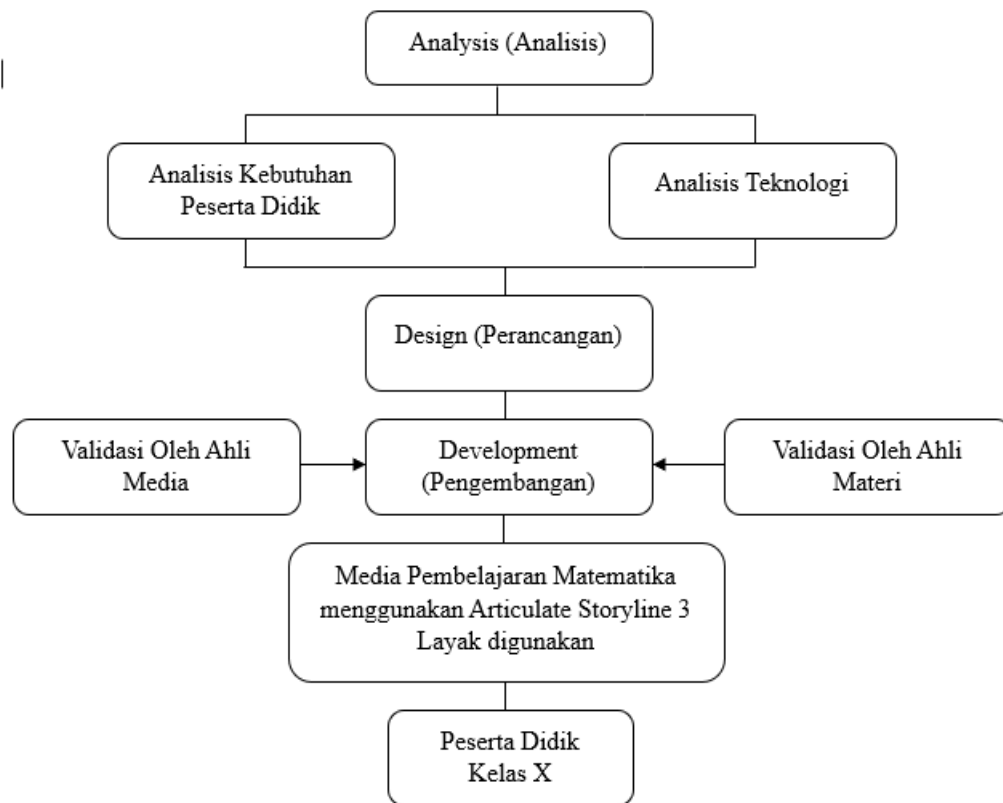 Analysis (Analisis)
Analisis Kebutuhan
Peserta Didik
Analisis Teknologi
Design (Perancangan)
Validasi Oleh Ahli
Media
Development
(Pengembangan)
Validasi Oleh Ahli
Materi
Media Pembelajaran Matematika
menggunakan Articulate Storyline 3
Layak digunakan
Peserta Didik
Kelas X